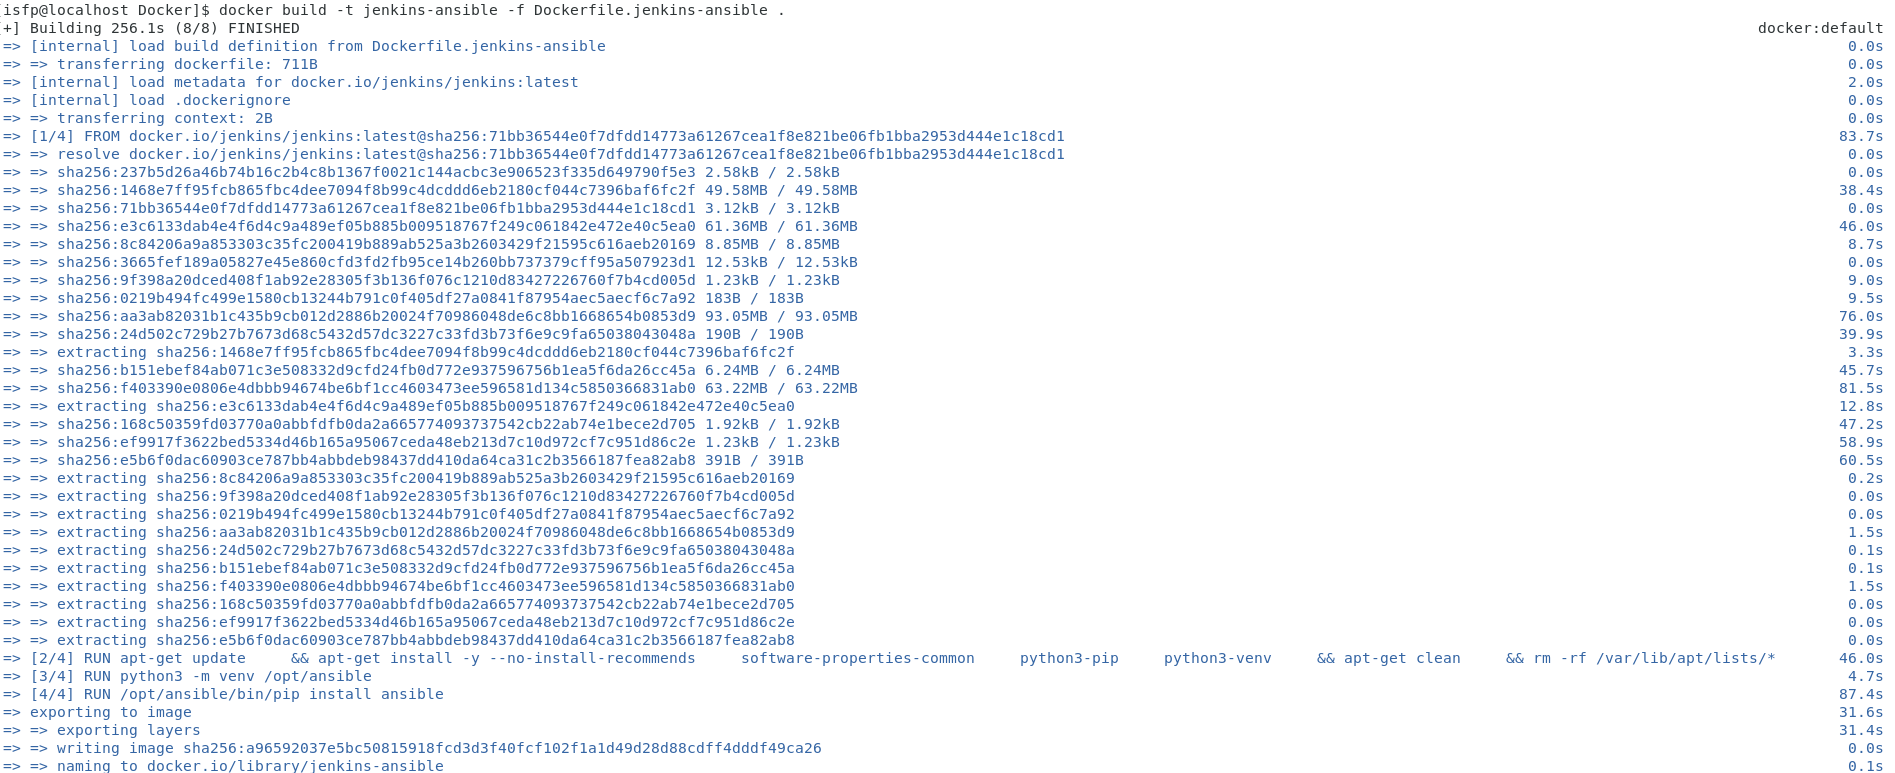 [isfp@localhost Docker]$ docker build -t jenkins-ansible -f Dockerfile.jenkins-ansible .
[+] Building 256.1s (8/8) FINISHED docker:default
=> [internal] load build definition from Dockerfile.jenkins-ansible 0.0s
=> => transferring dockerfile: 711B 0.0s
=> [internal] load metadata for docker.io/jenkins/jenkins:latest 2.0s
=> [internal] load .dockerignore 0.0s
=> => transferring context: 2B 0.0s
=> [1/4] FROM docker.io/jenkins/jenkins:latest@sha256:71bb36544e0f7dfdd14773a61267cea1f8e821be06fb1bba2953d444e1c18cd1 83.7s
=> => resolve docker.io/jenkins/jenkins:latest@sha256:71bb36544e0f7dfdd14773a61267cea1f8e821be06fb1bba2953d444e1c18cd1 0.0s
=> => sha256:237b5d26a46b74b16c2b4c8b1367f0021c144acbc3e906523f335d649790f5e3 2.58kB / 2.58kB 0.0s
=> => sha256:1468e7ff95fcb865fbc4dee7094f8b99c4dcddd6eb2180cf044c7396baf6fc2f 49.58MB / 49.58MB 38.4s
=> => sha256:71bb36544e0f7dfdd14773a61267cea1f8e821be06fb1bba2953d444e1c18cd1 3.12kB / 3.12kB 0.0s
=> => sha256:e3c6133dab4e4f6d4c9a489ef05b885b009518767f249c061842e472e40c5ea0 61.36MB / 61.36MB 46.0s
=> => sha256:8c84206a9a853303c35fc200419b889ab525a3b2603429f21595c616aeb20169 8.85MB / 8.85MB 8.7s
=> => sha256:3665fef189a05827e45e860cfd3fd2fb95ce14b260bb737379cff95a507923d1 12.53kB / 12.53kB 0.0s
=> => sha256:9f398a20dced408f1ab92e28305f3b136f076c1210d83427226760f7b4cd005d 1.23kB / 1.23kB 9.0s
=> => sha256:0219b494fc499e1580cb13244b791c0f405df27a0841f87954aec5aecf6c7a92 183B / 183B 9.5s
=> => sha256:aa3ab82031b1c435b9cb012d2886b20024f70986048de6c8bb1668654b0853d9 93.05MB / 93.05MB 76.0s
=> => sha256:24d502c729b27b7673d68c5432d57dc3227c33fd3b73f6e9c9fa65038043048a 190B / 190B 39.9s
=> => extracting sha256:1468e7ff95fcb865fbc4dee7094f8b99c4dcddd6eb2180cf044c7396baf6fc2f 3.3s
=> => sha256:b151ebef84ab071c3e508332d9cfd24fb0d772e937596756b1ea5f6da26cc45a 6.24MB / 6.24MB 45.7s
=> => sha256:f403390e0806e4dbbb94674be6bf1cc4603473ee596581d134c5850366831ab0 63.22MB / 63.22MB 81.5s
=> => extracting sha256:e3c6133dab4e4f6d4c9a489ef05b885b009518767f249c061842e472e40c5ea0 12.8s
=> => sha256:168c50359fd03770a0abbfdfb0da2a665774093737542cb22ab74e1bece2d705 1.92kB / 1.92kB 47.2s
=> => sha256:ef9917f3622bed5334d46b165a95067ceda48eb213d7c10d972cf7c951d86c2e 1.23kB / 1.23kB 58.9s
=> => sha256:e5b6f0dac60903ce787bb4abbdeb98437dd410da64ca31c2b3566187fea82ab8 391B / 391B 60.5s
=> => extracting sha256:8c84206a9a853303c35fc200419b889ab525a3b2603429f21595c616aeb20169 0.2s
=> => extracting sha256:9f398a20dced408f1ab92e28305f3b136f076c1210d83427226760f7b4cd005d 0.0s
=> => extracting sha256:0219b494fc499e1580cb13244b791c0f405df27a0841f87954aec5aecf6c7a92 0.0s
=> => extracting sha256:aa3ab82031b1c435b9cb012d2886b20024f70986048de6c8bb1668654b0853d9 1.5s
=> => extracting sha256:24d502c729b27b7673d68c5432d57dc3227c33fd3b73f6e9c9fa65038043048a 0.1s
=> => extracting sha256:b151ebef84ab071c3e508332d9cfd24fb0d772e937596756b1ea5f6da26cc45a 0.1s
=> => extracting sha256:f403390e0806e4dbbb94674be6bf1cc4603473ee596581d134c5850366831ab0 1.5s
=> => extracting sha256:168c50359fd03770a0abbfdfb0da2a665774093737542cb22ab74e1bece2d705 0.0s
=> => extracting sha256:ef9917f3622bed5334d46b165a95067ceda48eb213d7c10d972cf7c951d86c2e 0.0s
=> => extracting sha256:e5b6f0dac60903ce787bb4abbdeb98437dd410da64ca31c2b3566187fea82ab8 0.0s
=> [2/4] RUN apt-get update     && apt-get install -y --no-install-recommends     software-properties-common     python3-pip     python3-venv     && apt-get clean     && rm -rf /var/lib/apt/lists/* 46.0s
=> [3/4] RUN python3 -m venv /opt/ansible 4.7s
=> [4/4] RUN /opt/ansible/bin/pip install ansible 87.4s
=> exporting to image 31.6s
=> => exporting layers 31.4s
=> => writing image sha256:a96592037e5bc50815918fcd3d3f40fcf102f1a1d49d28d88cdff4dddf49ca26 0.0s
=> => naming to docker.io/library/jenkins-ansible 0.1s